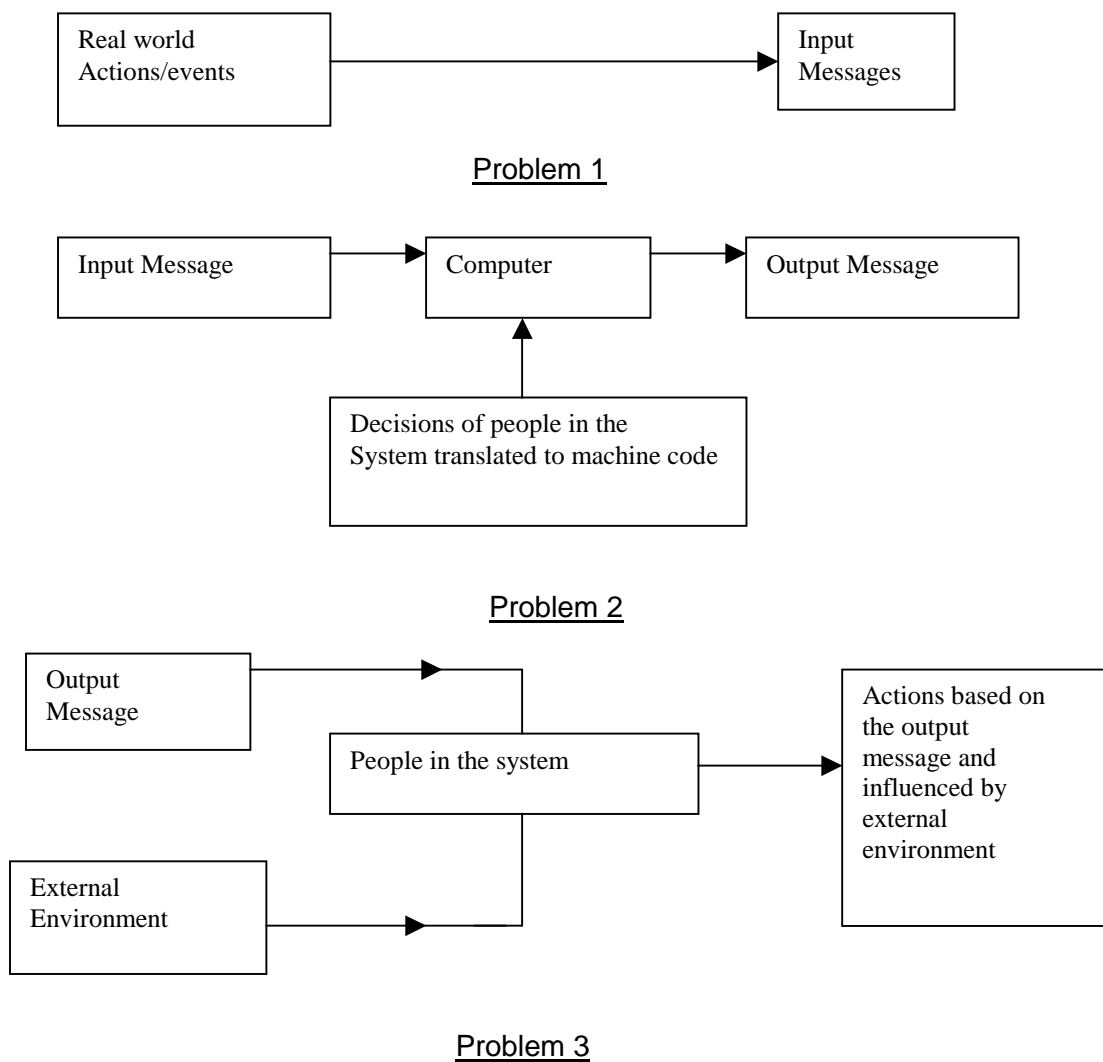 Real world
Actions/events
Input
Messages
Problem 1
Input Message
Computer
Output Message
Decisions of people in the
System translated to machine code
Problem 2
Output
Message
People in the system
External
Environment
Actions based on
the output
message and
influenced by
external
environment
Problem 3